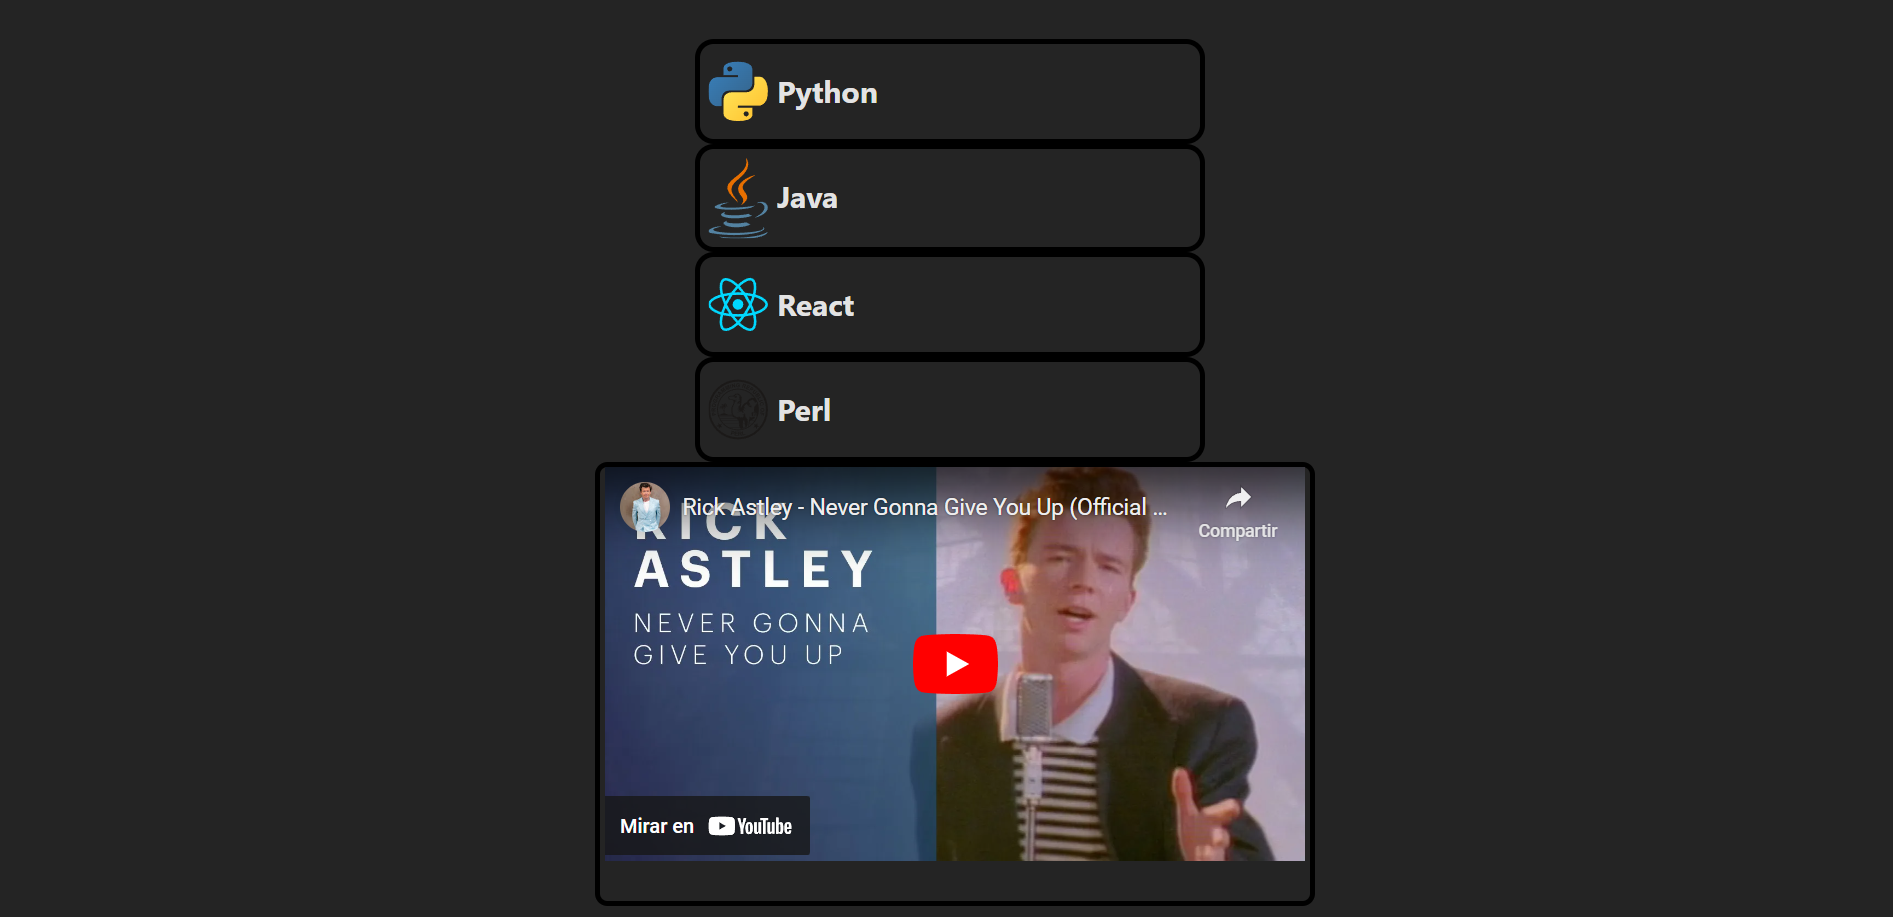 Python
Java
React
Perl
Rick Astley - Never Gonna Give You Up (Official ...
Compartir
RICK
ASTLEY
NEVER GONNA
GIVE YOU UP
Mirar en YouTube